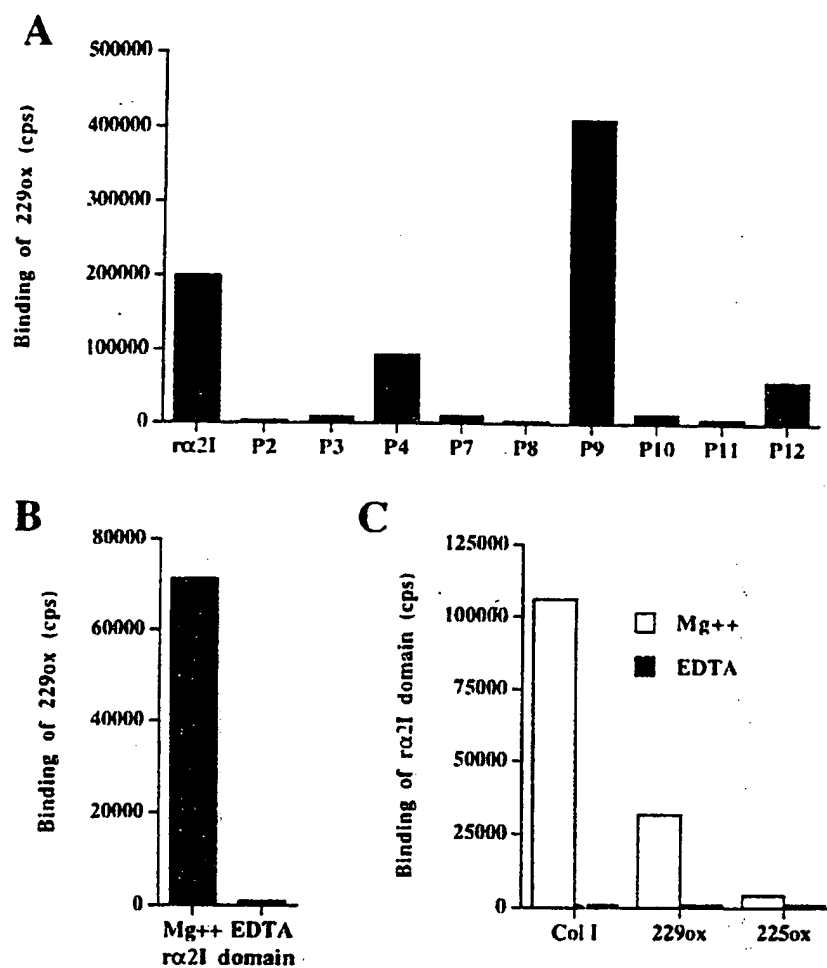 A
Binding of 229ox (cps)
500000
400000
300000
200000
100000
0
rα2I P2 P3 P4 P7 P8 P9 P10 P11 P12
B
Binding of 229ox (cps)
80000
60000
40000
20000
0
Mg++ EDTA
rα2I domain
C
Binding of rα2I domain (cps)
125000
100000
75000
50000
25000
0
Mg++
EDTA
Col I 229ox 225ox